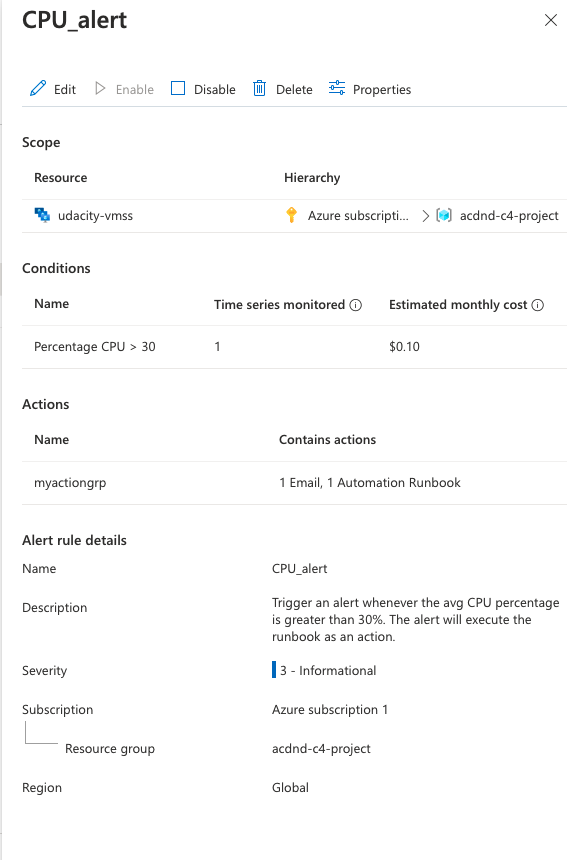 CPU_alert
Edit Enable Disable Delete Properties
Scope
Resource Hierarchy
udacity-vmss Azure subscripti... > acdnd-c4-project
Conditions
Name Time series monitored Estimated monthly cost
Percentage CPU > 30 1 $0.10
Actions
Name Contains actions
myactiongrp 1 Email, 1 Automation Runbook
Alert rule details
Name CPU_alert
Description Trigger an alert whenever the avg CPU percentage
is greater than 30%. The alert will execute the
runbook as an action.
Severity 3 - Informational
Subscription Azure subscription 1
Resource group acdnd-c4-project
Region Global